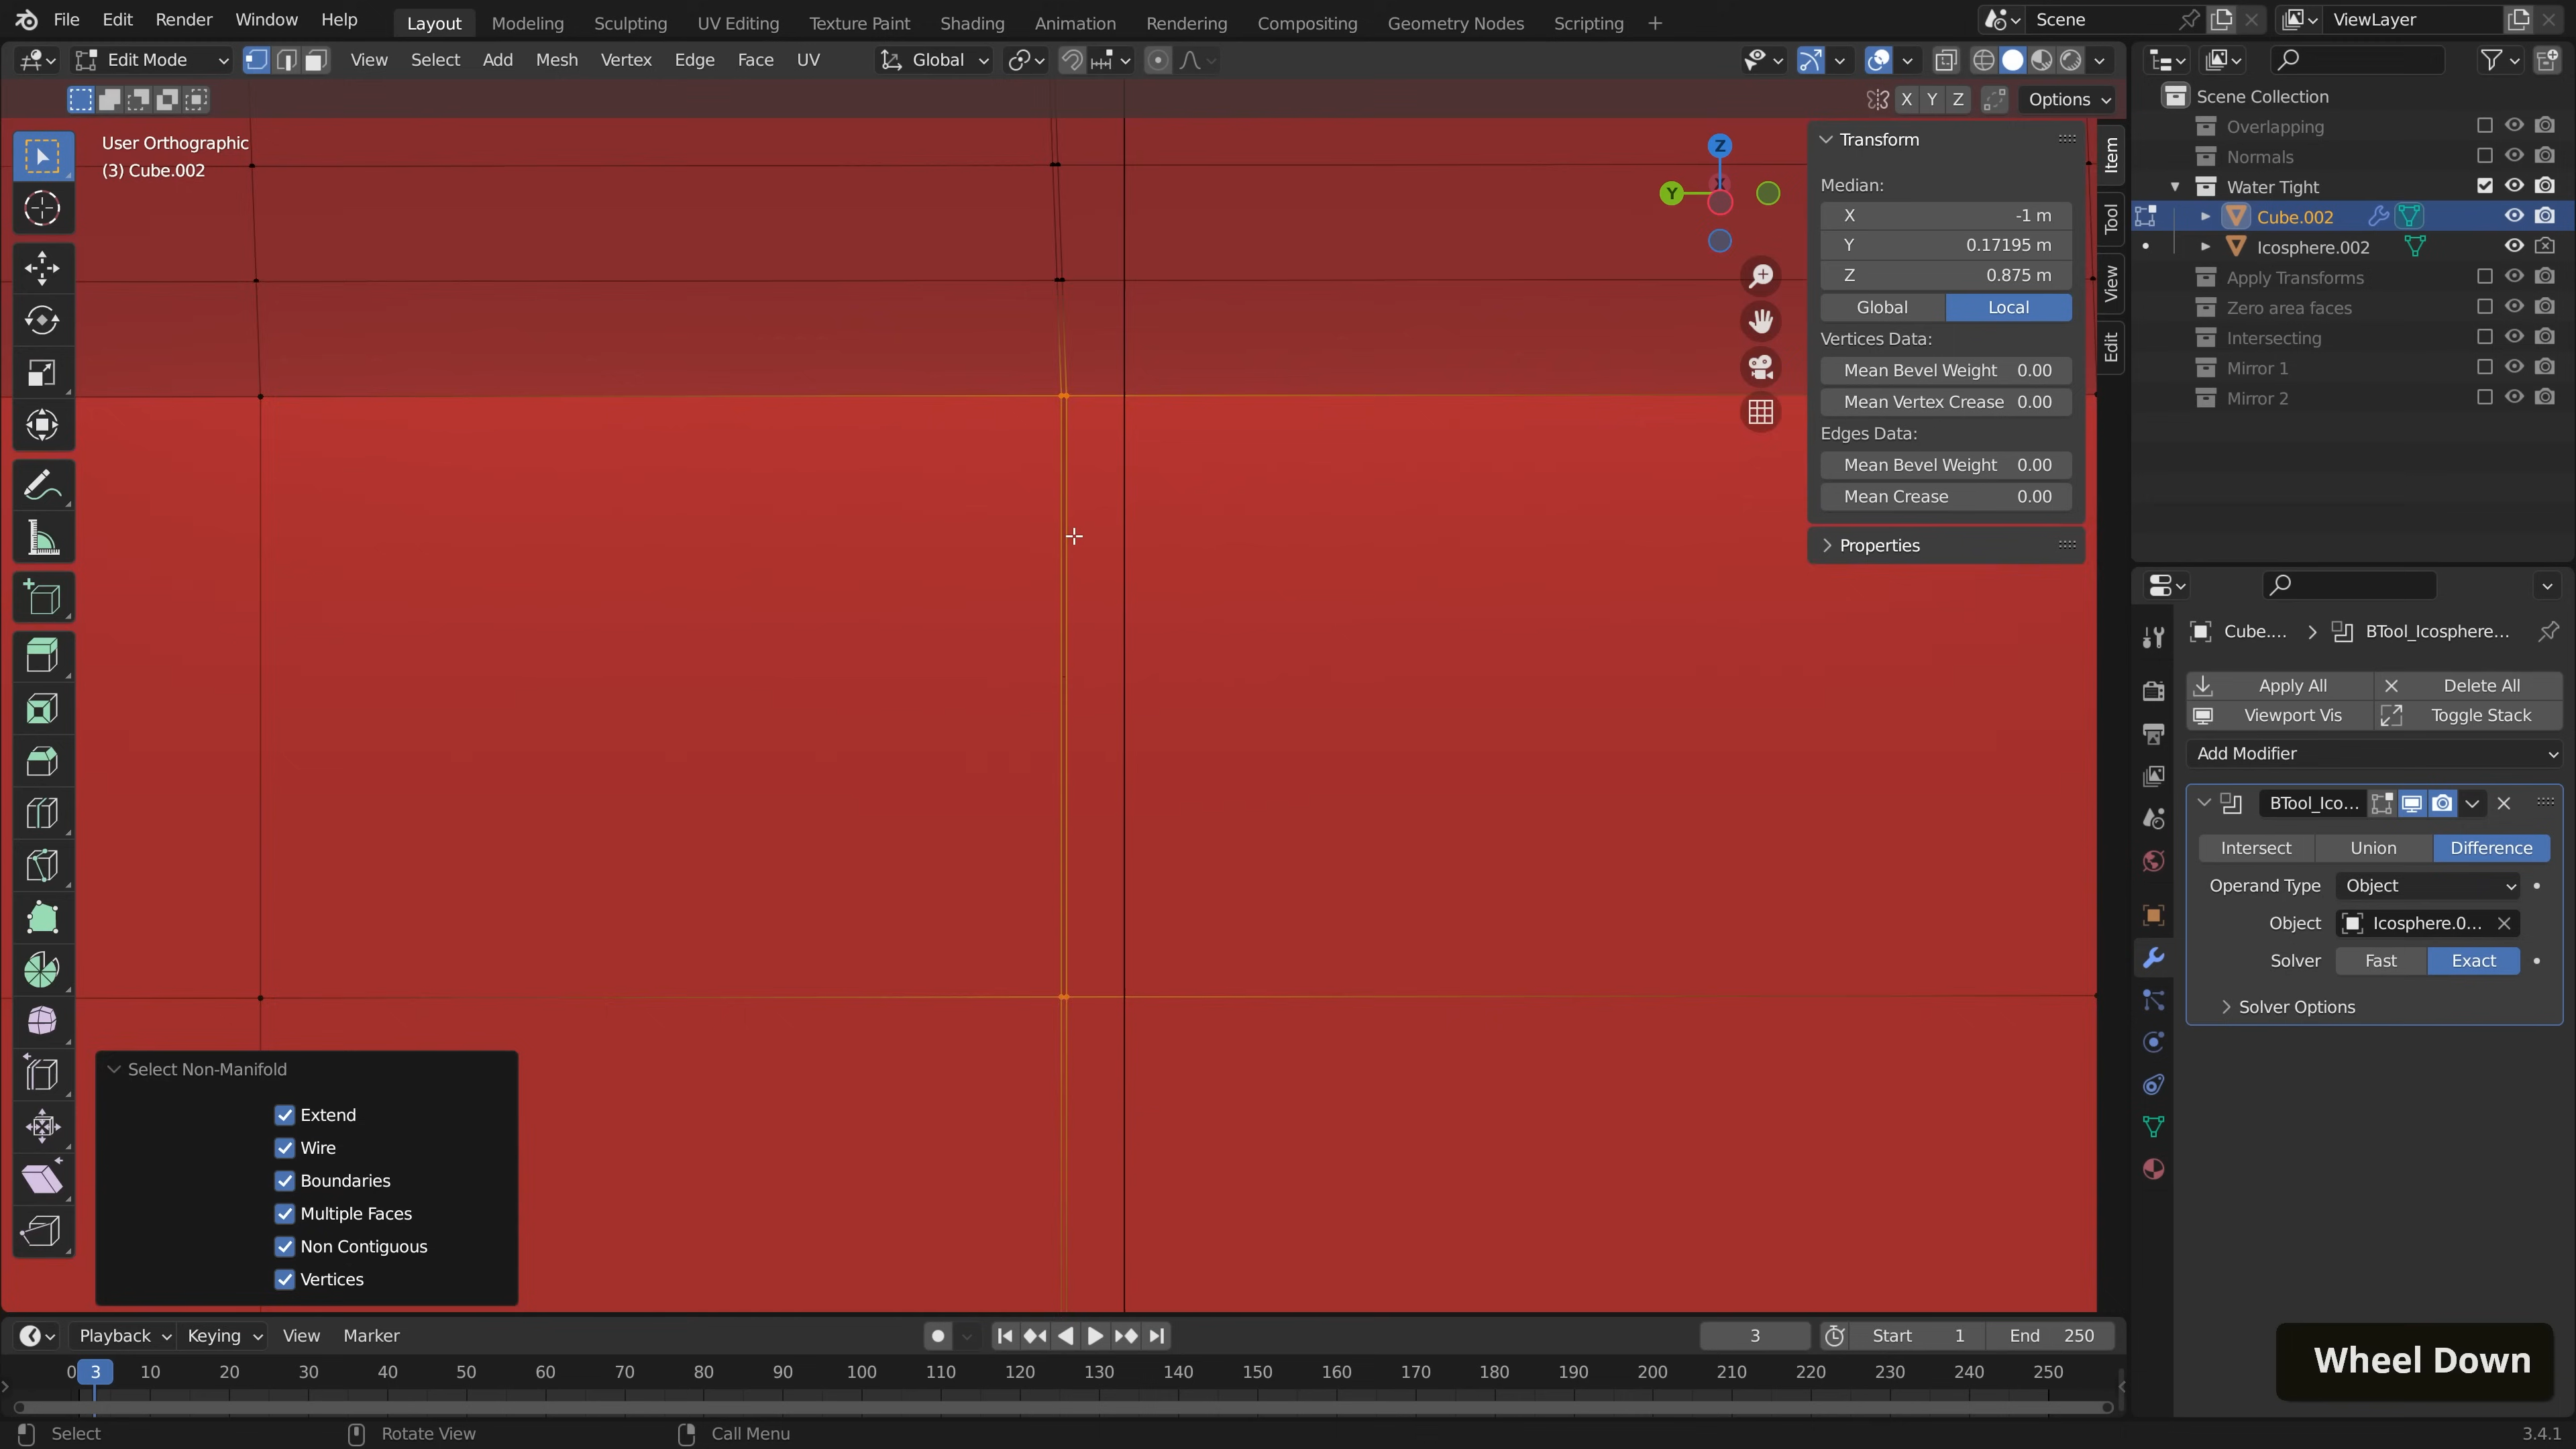 File Edit Render Window Help Layout Modeling Sculpting UV Editing Texture Paint Shading Animation Rendering Compositing Geometry Nodes Scripting + Scene ViewLayer
Edit Mode View Select Add Mesh Vertex Edge Face UV Global
X Y Z Options
User Orthographic
(3) Cube.002
Z
Y
Transform
Median:
X -1 m
Y 0.17195 m
Z 0.875 m
Global Local
Vertices Data:
Mean Bevel Weight 0.00
Mean Vertex Crease 0.00
Edges Data:
Mean Bevel Weight 0.00
Mean Crease 0.00
Properties
Item
Tool
View
Edit
Scene Collection
Overlapping
Normals
Water Tight
Cube.002
Icosphere.002
Apply Transforms
Zero area faces
Intersecting
Mirror 1
Mirror 2
Cube.... BTool_Icosphere...
Apply All Delete All
Viewport Vis Toggle Stack
Add Modifier
BTool_Ico...
Intersect Union Difference
Operand Type Object
Object Icosphere.0...
Solver Fast Exact
Solver Options
Select Non-Manifold
Extend
Wire
Boundaries
Multiple Faces
Non Contiguous
Vertices
Playback Keying View Marker 3 Start 1 End 250
0 3 10 20 30 40 50 60 70 80 90 100 110 120 130 140 150 160 170 180 190 200 210 220 230 240 250
Wheel Down
Select Rotate View Call Menu 3.4.1